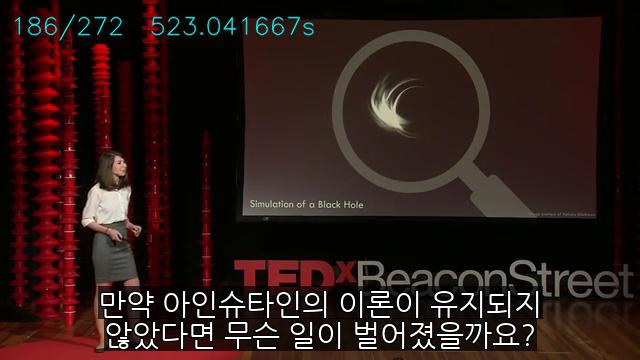 186/272 523.041667s
Simulation of a Black Hole
TEDxBeaconStreet
만약 아인슈타인의 이론이 유지되지
않았다면 무슨 일이 벌어졌을까요?